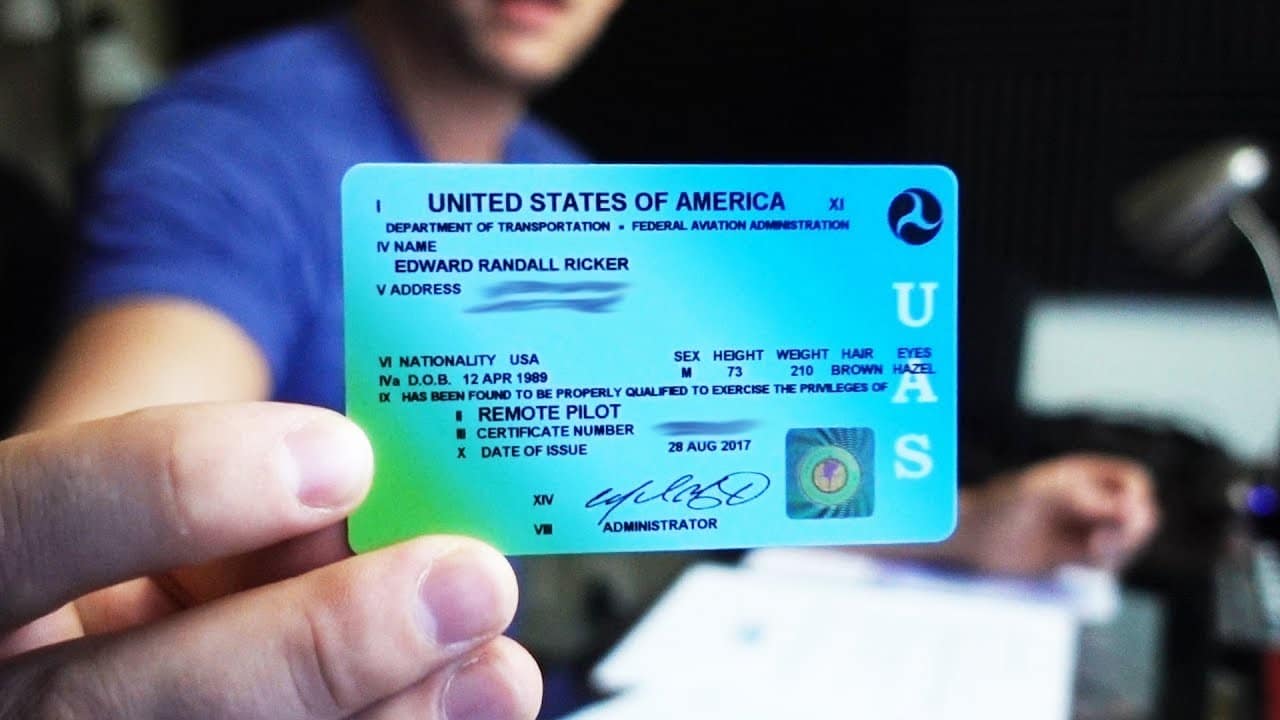 I UNITED STATES OF AMERICA XI
DEPARTMENT OF TRANSPORTATION - FEDERAL AVIATION ADMINISTRATION
IV NAME
EDWARD RANDALL RICKER
V ADDRESS
VI NATIONALITY USA SEX HEIGHT WEIGHT HAIR EYES
IVa D.O.B. 12 APR 1989 M 73 210 BROWN HAZEL
IX HAS BEEN FOUND TO BE PROPERLY QUALIFIED TO EXERCISE THE PRIVILEGES OF
II REMOTE PILOT
III CERTIFICATE NUMBER
X DATE OF ISSUE 28 AUG 2017
XIV
VIII ADMINISTRATOR
UAS